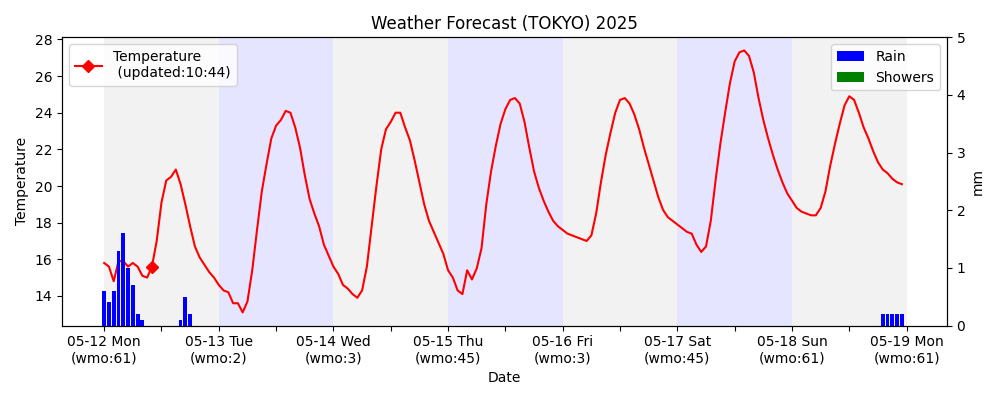 Weather Forecast (TOKYO) 2025
Temperature
(updated:10:44)
Rain
Showers
28
26
24
22
20
18
16
14
Temperature
5
4
3
2
1
0
mm
05-12 Mon
(wmo:61)
05-13 Tue
(wmo:2)
05-14 Wed
(wmo:3)
05-15 Thu
(wmo:45)
05-16 Fri
(wmo:3)
05-17 Sat
(wmo:45)
05-18 Sun
(wmo:61)
05-19 Mon
(wmo:61)
Date